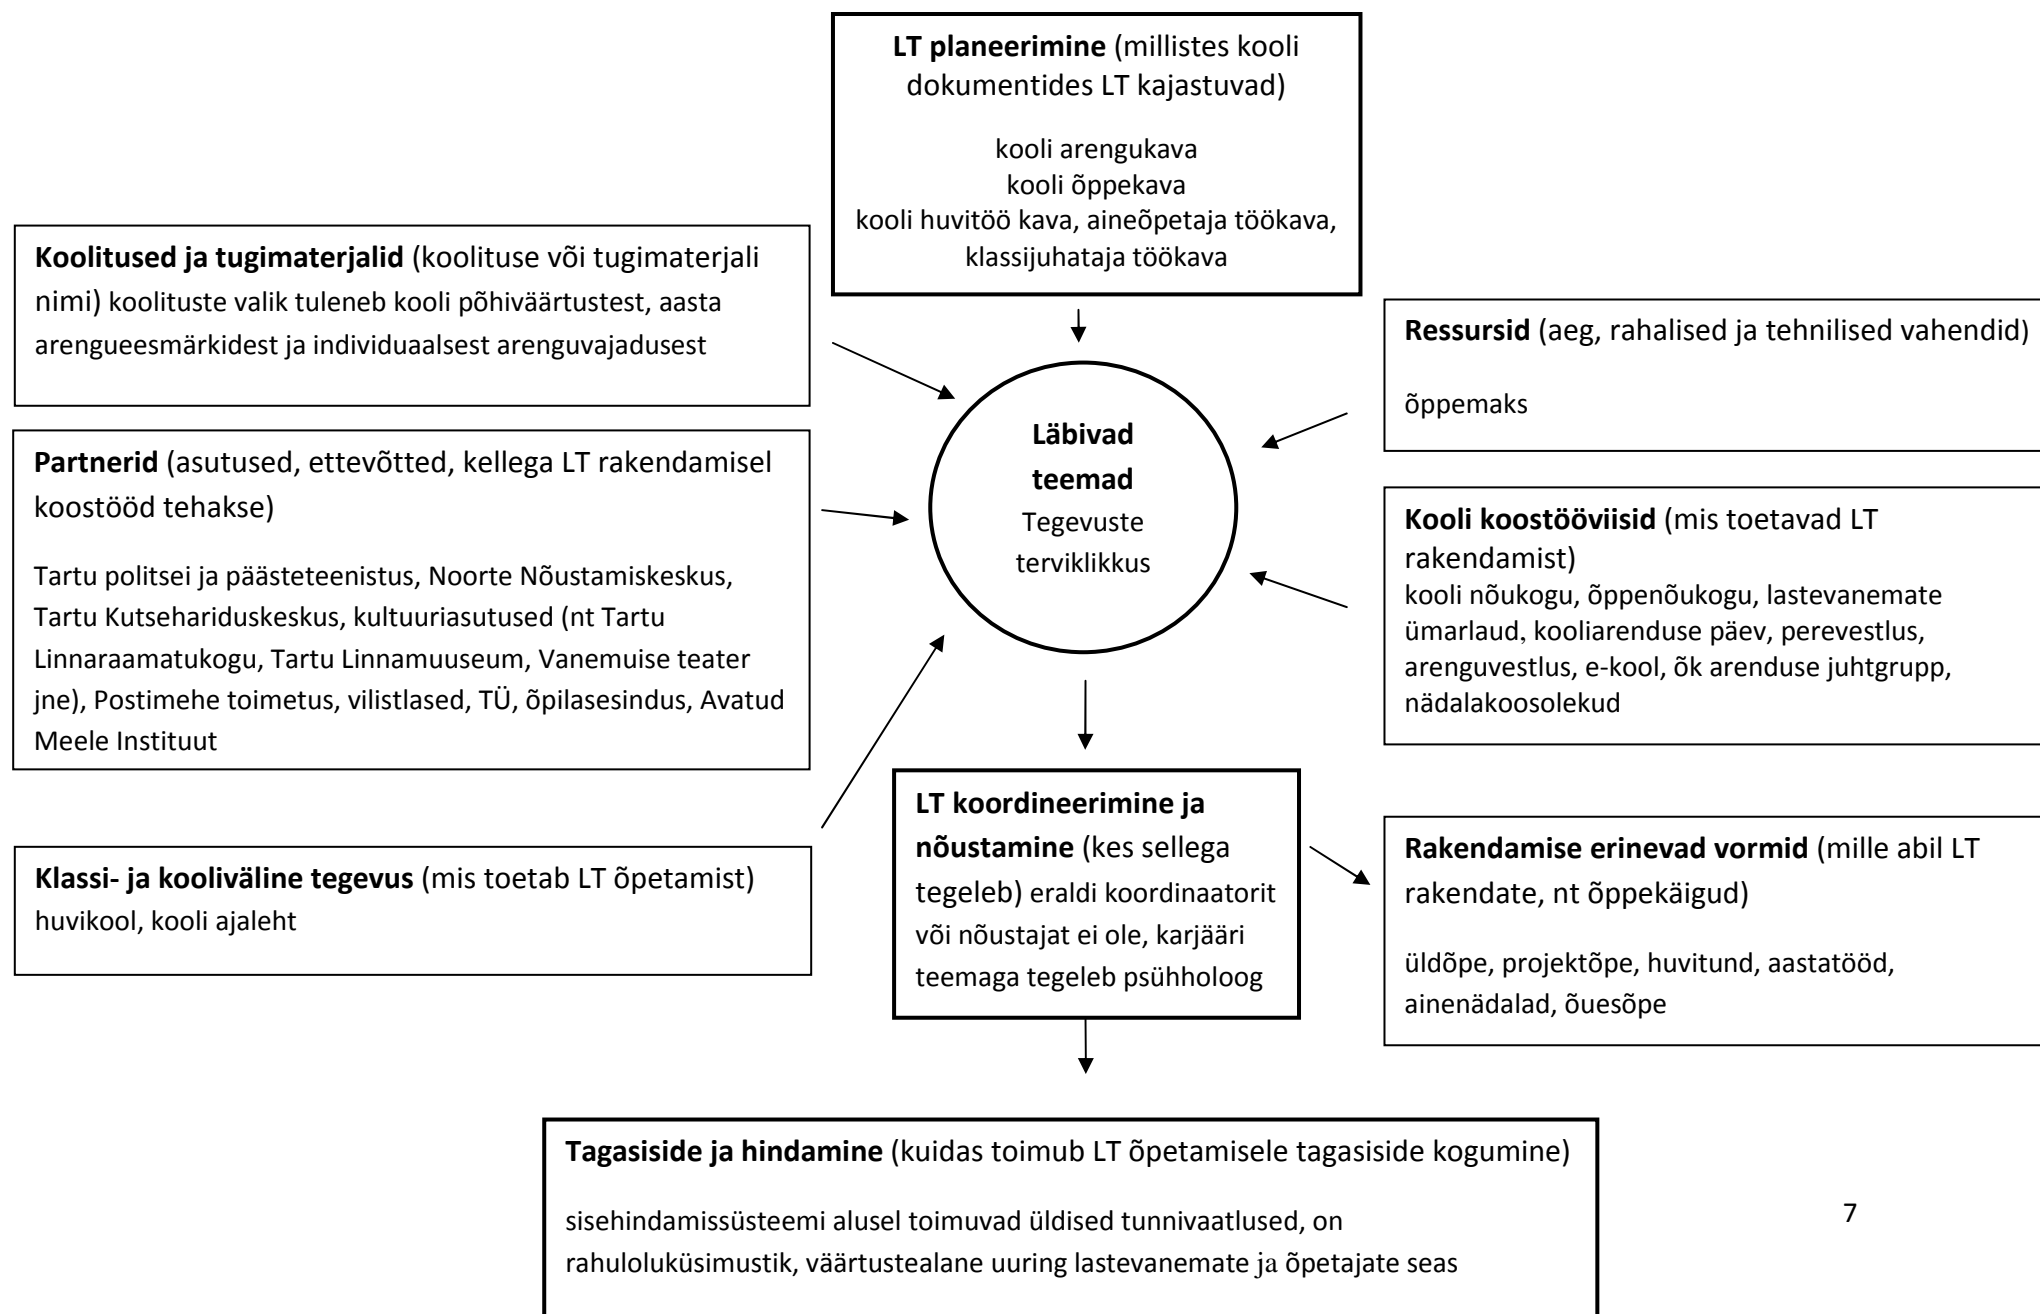 LT planeerimine (millistes kooli
dokumentides LT kajastuvad)
kooli arengukava
kooli õppekava
kooli huvitöö kava, aineõpetaja töökava,
klassijuhataja töökava
Koolitused ja tugimaterjalid (koolituse või tugimaterjali
nimi) koolituste valik tuleneb kooli põhiväärtustest, aasta
arengueesmärkidest ja individuaalsest arenguvajadusest
Ressursid (aeg, rahalised ja tehnilised vahendid)
õppemaks
Läbivad
teemad
Tegevuste
terviklikkus
Partnerid (asutused, ettevõtted, kellega LT rakendamisel
koostööd tehakse)
Tartu politsei ja päästeteenistus, Noorte Nõustamiskeskus,
Tartu Kutsehariduskeskus, kultuuriasutused (nt Tartu
Linnaraamatukogu, Tartu Linnamuuseum, Vanemuise teater
jne), Postimehe toimetus, vilistlased, TÜ, õpilasesindus, Avatud
Meele Instituut
Kooli koostööviisid (mis toetavad LT
rakendamist)
kooli nõukogu, õppenõukogu, lastevanemate
ümarlaud, kooliarenduse päev, perevestlus,
arenguvestlus, e-kool, õk arenduse juhtgrupp,
nädalakoosolekud
Klassi- ja kooliväline tegevus (mis toetab LT õpetamist)
huvikool, kooli ajaleht
LT koordineerimine ja
nõustamine (kes sellega
tegeleb) eraldi koordinaatorit
või nõustajat ei ole, karjääri
teemaga tegeleb psühholoog
Rakendamise erinevad vormid (mille abil LT
rakendate, nt õppekäigud)
üldõpe, projektõpe, huvitund, aastatööd,
ainenädalad, õuesõpe
Tagasiside ja hindamine (kuidas toimub LT õpetamisele tagasiside kogumine)
sisehindamissüsteemi alusel toimuvad üldised tunnivaatlused, on
rahuloluküsimustik, väärtustealane uuring lastevanemate ja õpetajate seas
7